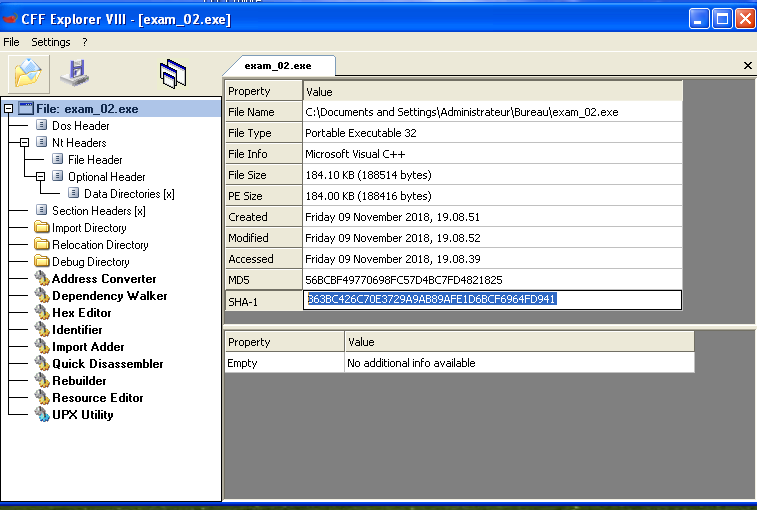 CFF Explorer VIII - [exam_02.exe]
File Settings ?
exam_02.exe
File: exam_02.exe
Dos Header
Nt Headers
File Header
Optional Header
Data Directories [x]
Section Headers [x]
Import Directory
Relocation Directory
Debug Directory
Address Converter
Dependency Walker
Hex Editor
Identifier
Import Adder
Quick Disassembler
Rebuilder
Resource Editor
UPX Utility
Property Value
File Name C:\Documents and Settings\Administrateur\Bureau\exam_02.exe
File Type Portable Executable 32
File Info Microsoft Visual C++
File Size 184.10 KB (188514 bytes)
PE Size 184.00 KB (188416 bytes)
Created Friday 09 November 2018, 19.08.51
Modified Friday 09 November 2018, 19.08.52
Accessed Friday 09 November 2018, 19.08.39
MD5 56BCBF49770698FC57D4BC7FD4821825
SHA-1 B63BC426C70E3729A9AB89AFE1D6BCF6964FD941
Property Value
Empty No additional info available